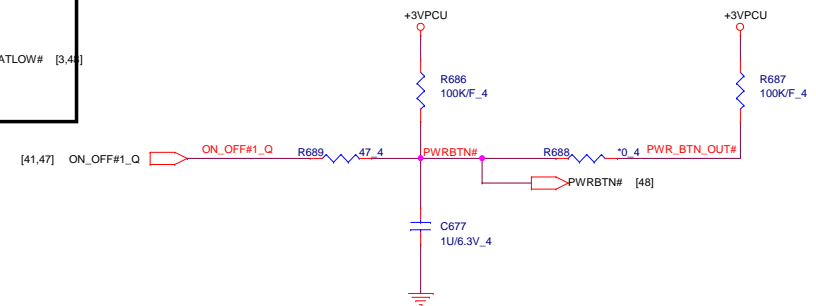 +3VPCU
+3VPCU
ATLOW# [3,48]
R686
100K/F_4
R687
100K/F_4
[41,47] ON_OFF#1_Q
ON_OFF#1_Q
R689
47_4
PWRBTN#
R688
*0_4
PWR_BTN_OUT#
PWRBTN# [48]
C677
1U/6.3V_4